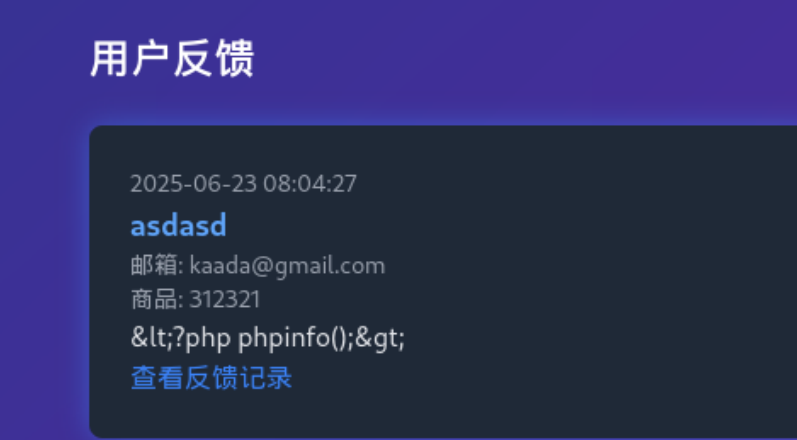 用户反馈
2025-06-23 08:04:27
asdasd
邮箱: kaada@gmail.com
商品: 312321
&lt;?php phpinfo();&gt;
查看反馈记录